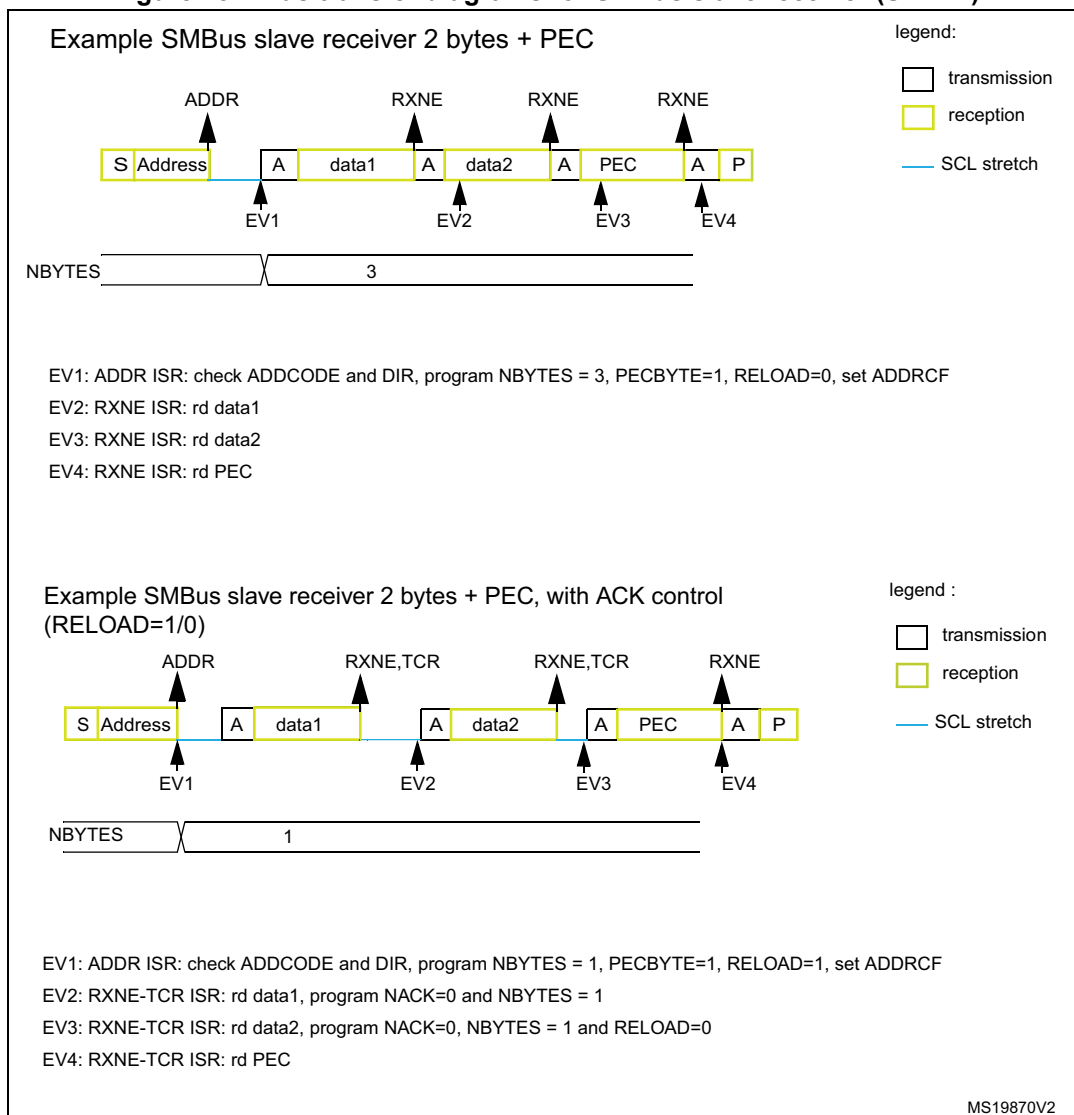 Example SMBus slave receiver 2 bytes + PEC
legend:
transmission
reception
SCL stretch
ADDR RXNE RXNE RXNE
S Address A data1 A data2 A PEC A P
EV1 EV2 EV3 EV4
NBYTES 3
EV1: ADDR ISR: check ADDCODE and DIR, program NBYTES = 3, PECBYTE=1, RELOAD=0, set ADDRCF
EV2: RXNE ISR: rd data1
EV3: RXNE ISR: rd data2
EV4: RXNE ISR: rd PEC
Example SMBus slave receiver 2 bytes + PEC, with ACK control
(RELOAD=1/0)
legend :
transmission
reception
SCL stretch
ADDR RXNE,TCR RXNE,TCR RXNE
S Address A data1 A data2 A PEC A P
EV1 EV2 EV3 EV4
NBYTES 1
EV1: ADDR ISR: check ADDCODE and DIR, program NBYTES = 1, PECBYTE=1, RELOAD=1, set ADDRCF
EV2: RXNE-TCR ISR: rd data1, program NACK=0 and NBYTES = 1
EV3: RXNE-TCR ISR: rd data2, program NACK=0, NBYTES = 1 and RELOAD=0
EV4: RXNE-TCR ISR: rd PEC
MS19870V2